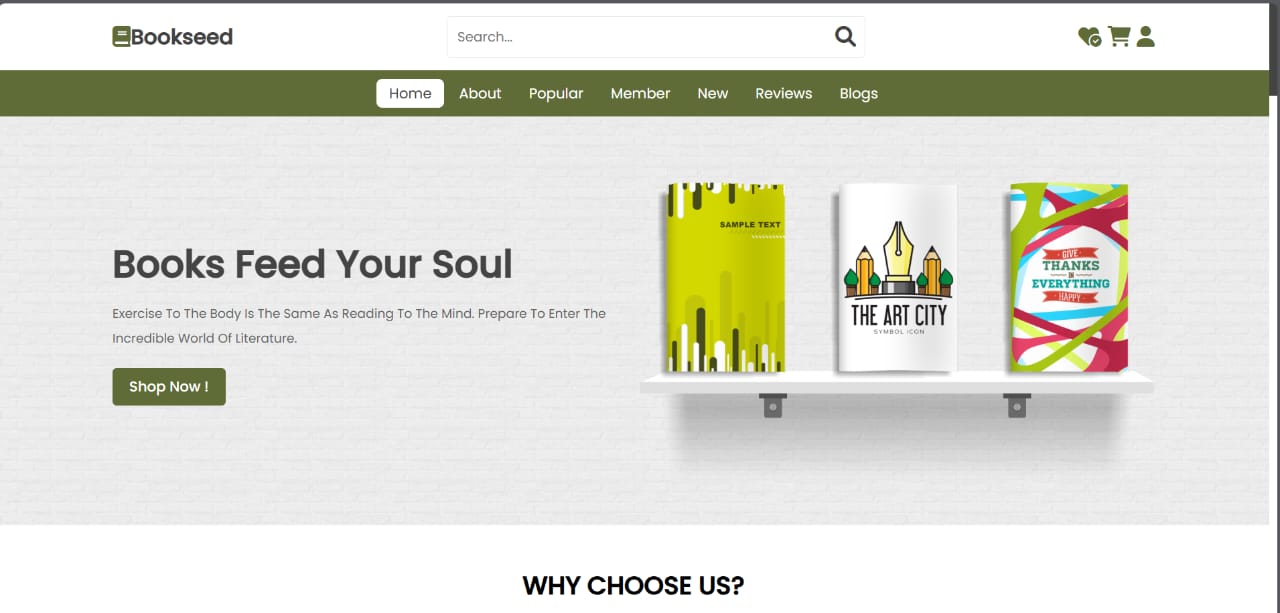 Bookseed
Search...
Home About Popular Member New Reviews Blogs
Books Feed Your Soul
Exercise To The Body Is The Same As Reading To The Mind. Prepare To Enter The
Incredible World Of Literature.
Shop Now !
SAMPLE TEXT
THE ART CITY
SYMBOL ICON
GIVE
THANKS
IN
EVERYTHING
HAPPY
WHY CHOOSE US?